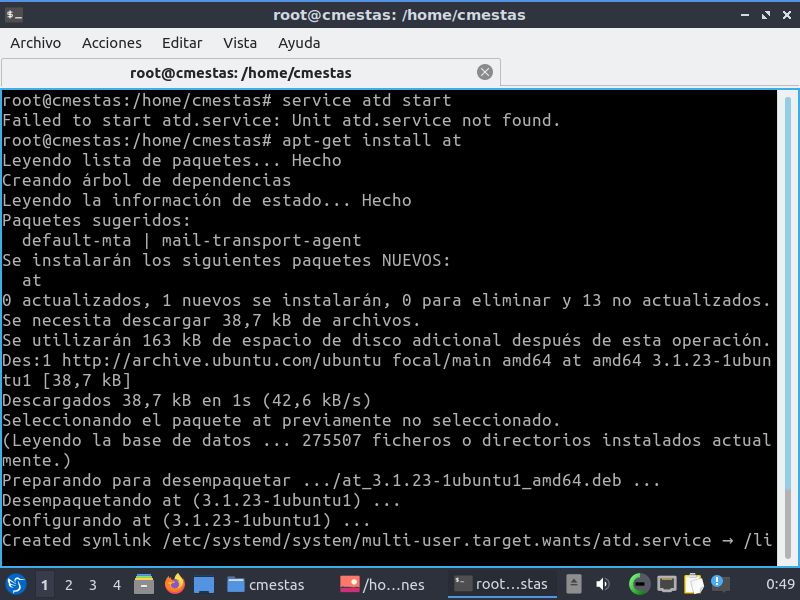 root@cmestas: /home/cmestas
Archivo Acciones Editar Vista Ayuda
root@cmestas: /home/cmestas
root@cmestas:/home/cmestas# service atd start
Failed to start atd.service: Unit atd.service not found.
root@cmestas:/home/cmestas# apt-get install at
Leyendo lista de paquetes... Hecho
Creando árbol de dependencias
Leyendo la información de estado... Hecho
Paquetes sugeridos:
default-mta | mail-transport-agent
Se instalarán los siguientes paquetes NUEVOS:
at
0 actualizados, 1 nuevos se instalarán, 0 para eliminar y 13 no actualizados.
Se necesita descargar 38,7 kB de archivos.
Se utilizarán 163 kB de espacio de disco adicional después de esta operación.
Des:1 http://archive.ubuntu.com/ubuntu focal/main amd64 at amd64 3.1.23-1ubun
tu1 [38,7 kB]
Descargados 38,7 kB en 1s (42,6 kB/s)
Seleccionando el paquete at previamente no seleccionado.
(Leyendo la base de datos ... 275507 ficheros o directorios instalados actual
mente.)
Preparando para desempaquetar .../at_3.1.23-1ubuntu1_amd64.deb ...
Desempaquetando at (3.1.23-1ubuntu1) ...
Configurando at (3.1.23-1ubuntu1) ...
Created symlink /etc/systemd/system/multi-user.target.wants/atd.service → /li
1 2 3 4 cmestas /ho...nes root...stas 0:49